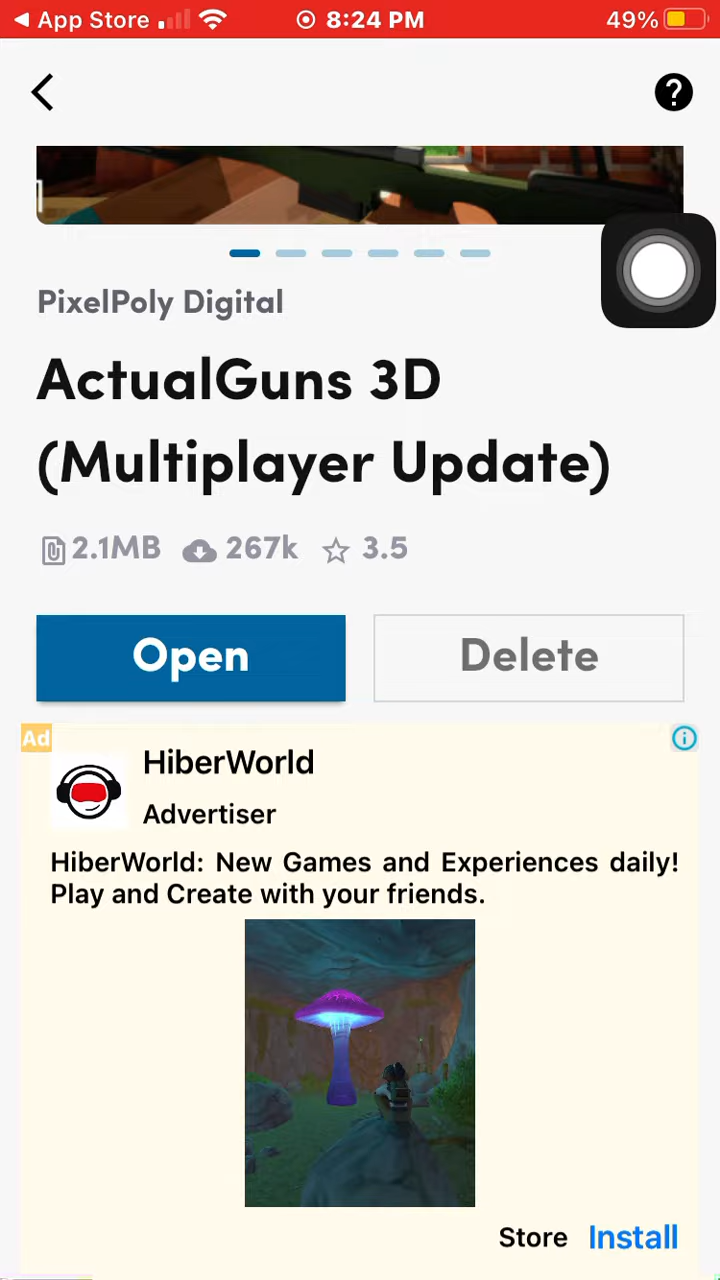 App Store 8:24 PM 49%
?
PixelPoly Digital
ActualGuns 3D
(Multiplayer Update)
2.1MB 267k 3.5
Open Delete
Ad
HiberWorld
Advertiser
HiberWorld: New Games and Experiences daily!
Play and Create with your friends.
Store Install